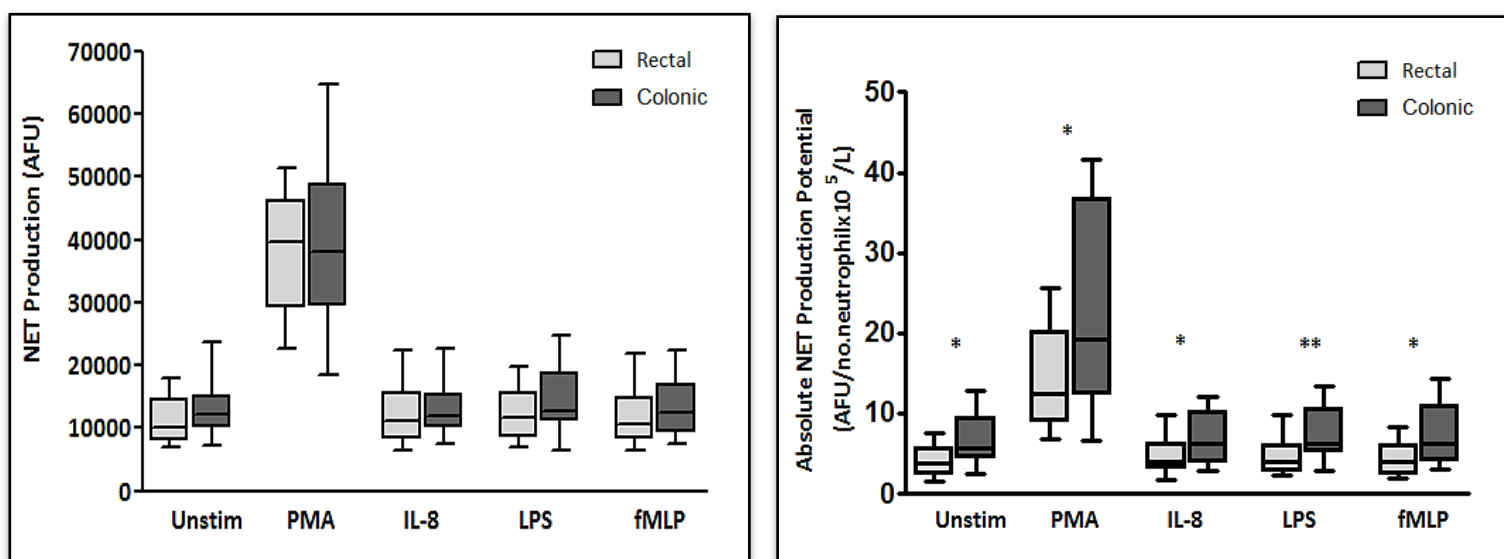 70000
60000
50000
40000
30000
20000
10000
0
NET Production (AFU)
Rectal
Colonic
Unstim PMA IL-8 LPS fMLP
50
40
30
20
10
0
Absolute NET Production Potential
(AFU/no.neutrophilx10 5 /L)
Rectal
Colonic
* * * ** *
Unstim PMA IL-8 LPS fMLP